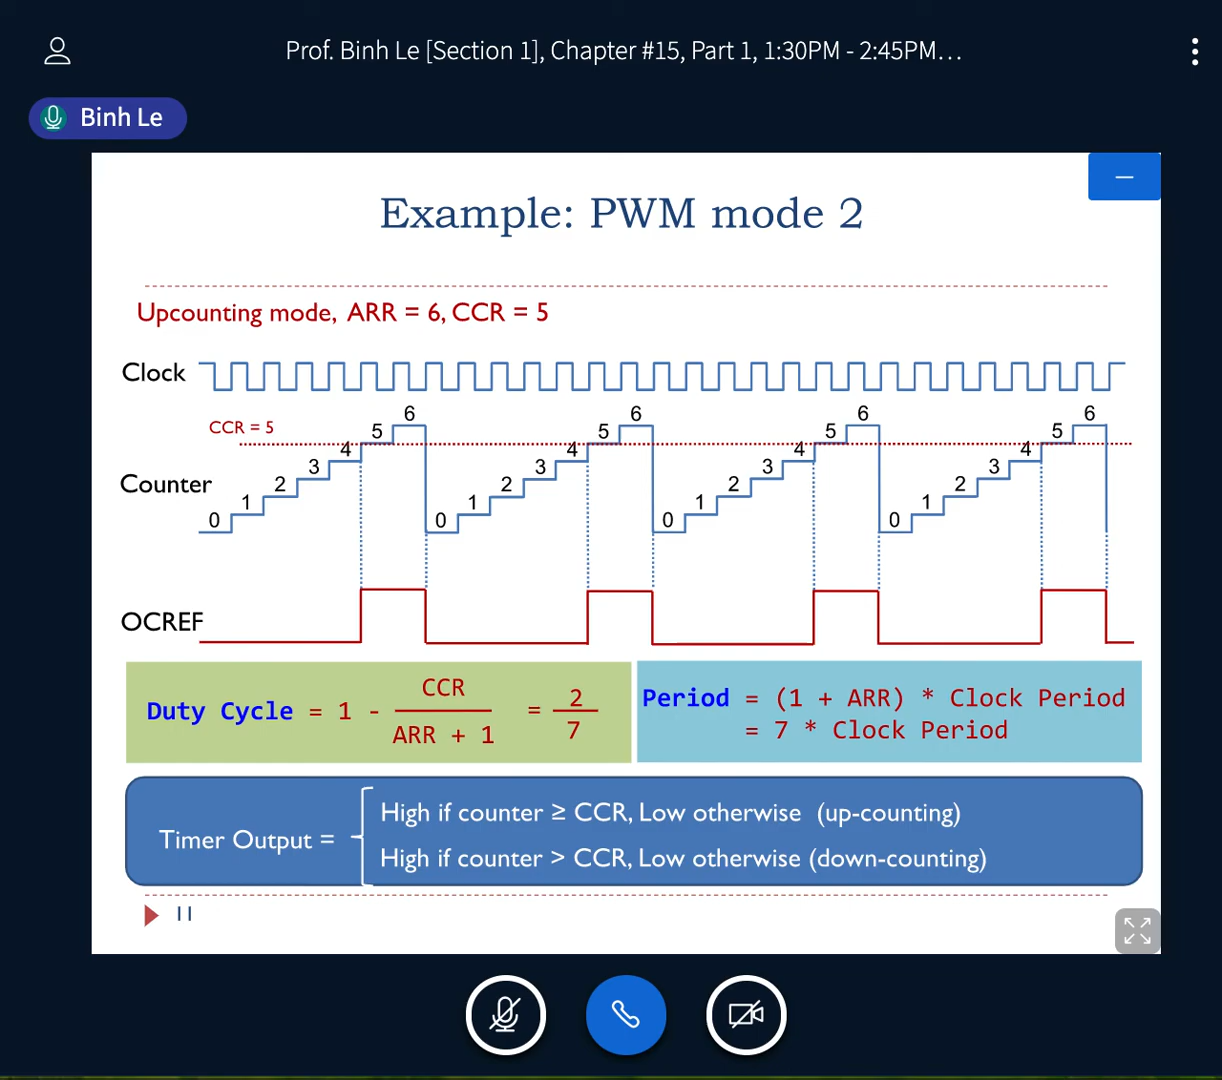 Prof. Binh Le [Section 1], Chapter #15, Part 1, 1:30PM - 2:45PM...
Binh Le
Example: PWM mode 2
Upcounting mode, ARR = 6, CCR = 5
Clock
CCR = 5
Counter
0 1 2 3 4 5 6 0 1 2 3 4 5 6 0 1 2 3 4 5 6 0 1 2 3 4 5 6
OCREF
Duty Cycle = 1 - CCR / ARR + 1 = 2 / 7
Period = (1 + ARR) * Clock Period
= 7 * Clock Period
Timer Output =
High if counter ≥ CCR, Low otherwise (up-counting)
High if counter > CCR, Low otherwise (down-counting)
11